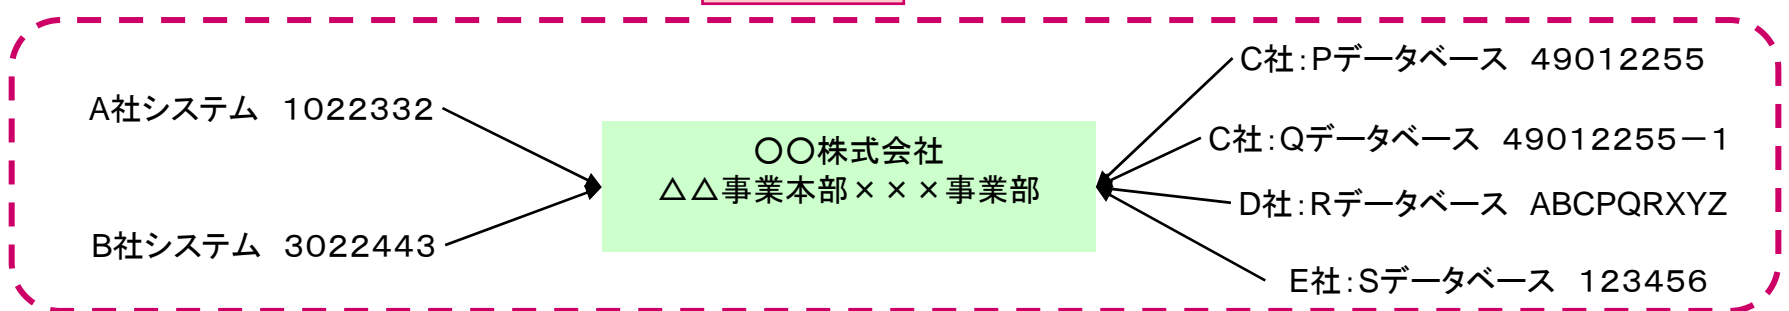 A社システム　1022332
B社システム　3022443
〇〇株式会社
△△事業本部×××事業部
C社：Pデータベース　49012255
C社：Qデータベース　49012255－1
D社：Rデータベース　ABCPQRXYZ
E社：Sデータベース　123456